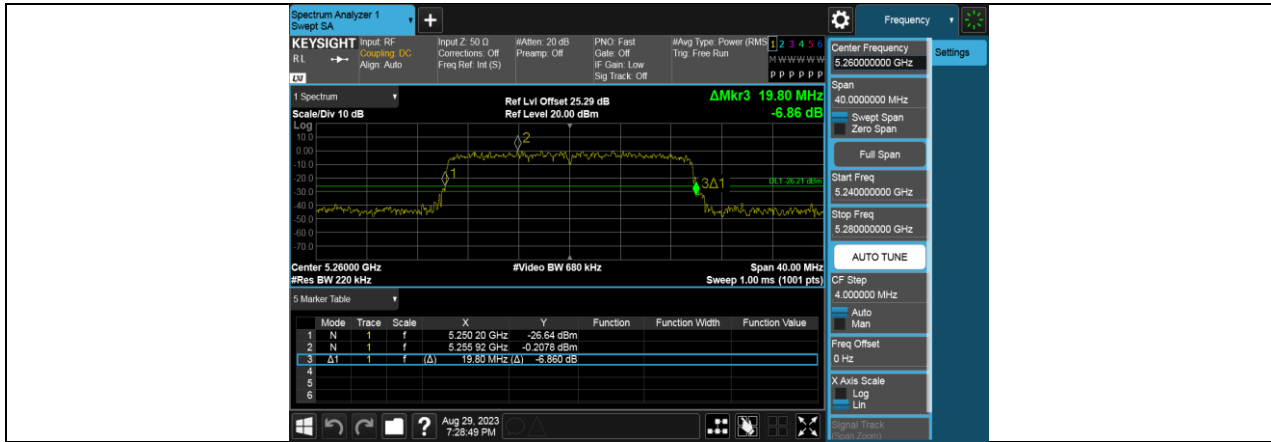 Spectrum Analyzer 1
Swept SA
+
Frequency
KEYSIGHT
RL
LXI
Input: RF
Coupling: DC
Align: Auto
Input Z: 50 Ω
Corrections: Off
Freq Ref: Int (S)
#Atten: 20 dB
Preamp: Off
PNO: Fast
Gate: Off
IF Gain: Low
Sig Track: Off
#Avg Type: Power (RMS
Trig: Free Run
1 2 3 4 5 6
M W W W W W
P P P P P P
1 Spectrum
Scale/Div 10 dB
Ref Lvl Offset 25.29 dB
Ref Level 20.00 dBm
ΔMkr3 19.80 MHz
-6.86 dB
Log
10.0
0.00
-10.0
-20.0
-30.0
-40.0
-50.0
-60.0
-70.0
2
1
3Δ1
DL1 -26.21 dBm
Center 5.26000 GHz
#Res BW 220 kHz
#Video BW 680 kHz
Span 40.00 MHz
Sweep 1.00 ms (1001 pts)
5 Marker Table
Mode Trace Scale X Y Function Function Width Function Value
1 N 1 f 5.250 20 GHz -26.64 dBm
2 N 1 f 5.255 92 GHz -0.2078 dBm
3 Δ1 1 f (Δ) 19.80 MHz (Δ) -6.860 dB
4
5
6
?
Aug 29, 2023
7:28:49 PM
Center Frequency
5.260000000 GHz
Span
40.0000000 MHz
Swept Span
Zero Span
Full Span
Start Freq
5.240000000 GHz
Stop Freq
5.280000000 GHz
AUTO TUNE
CF Step
4.000000 MHz
Auto
Man
Freq Offset
0 Hz
X Axis Scale
Log
Lin
Signal Track
(Span Zoom)
Settings